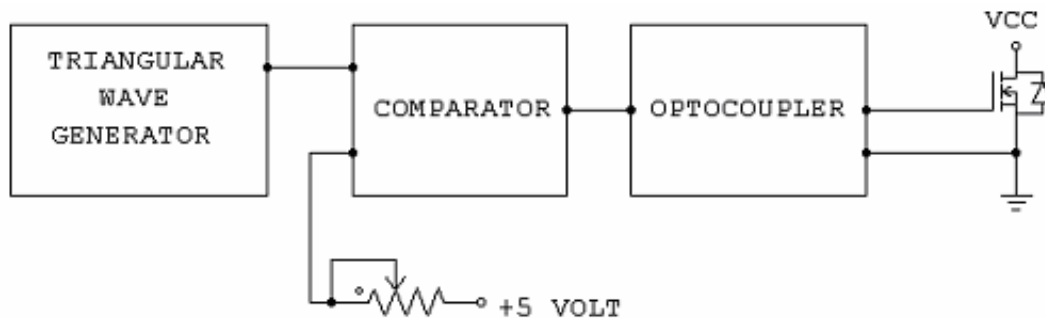 VCC
TRIANGULAR
WAVE
GENERATOR
COMPARATOR
OPTOCOUPLER
+5 VOLT